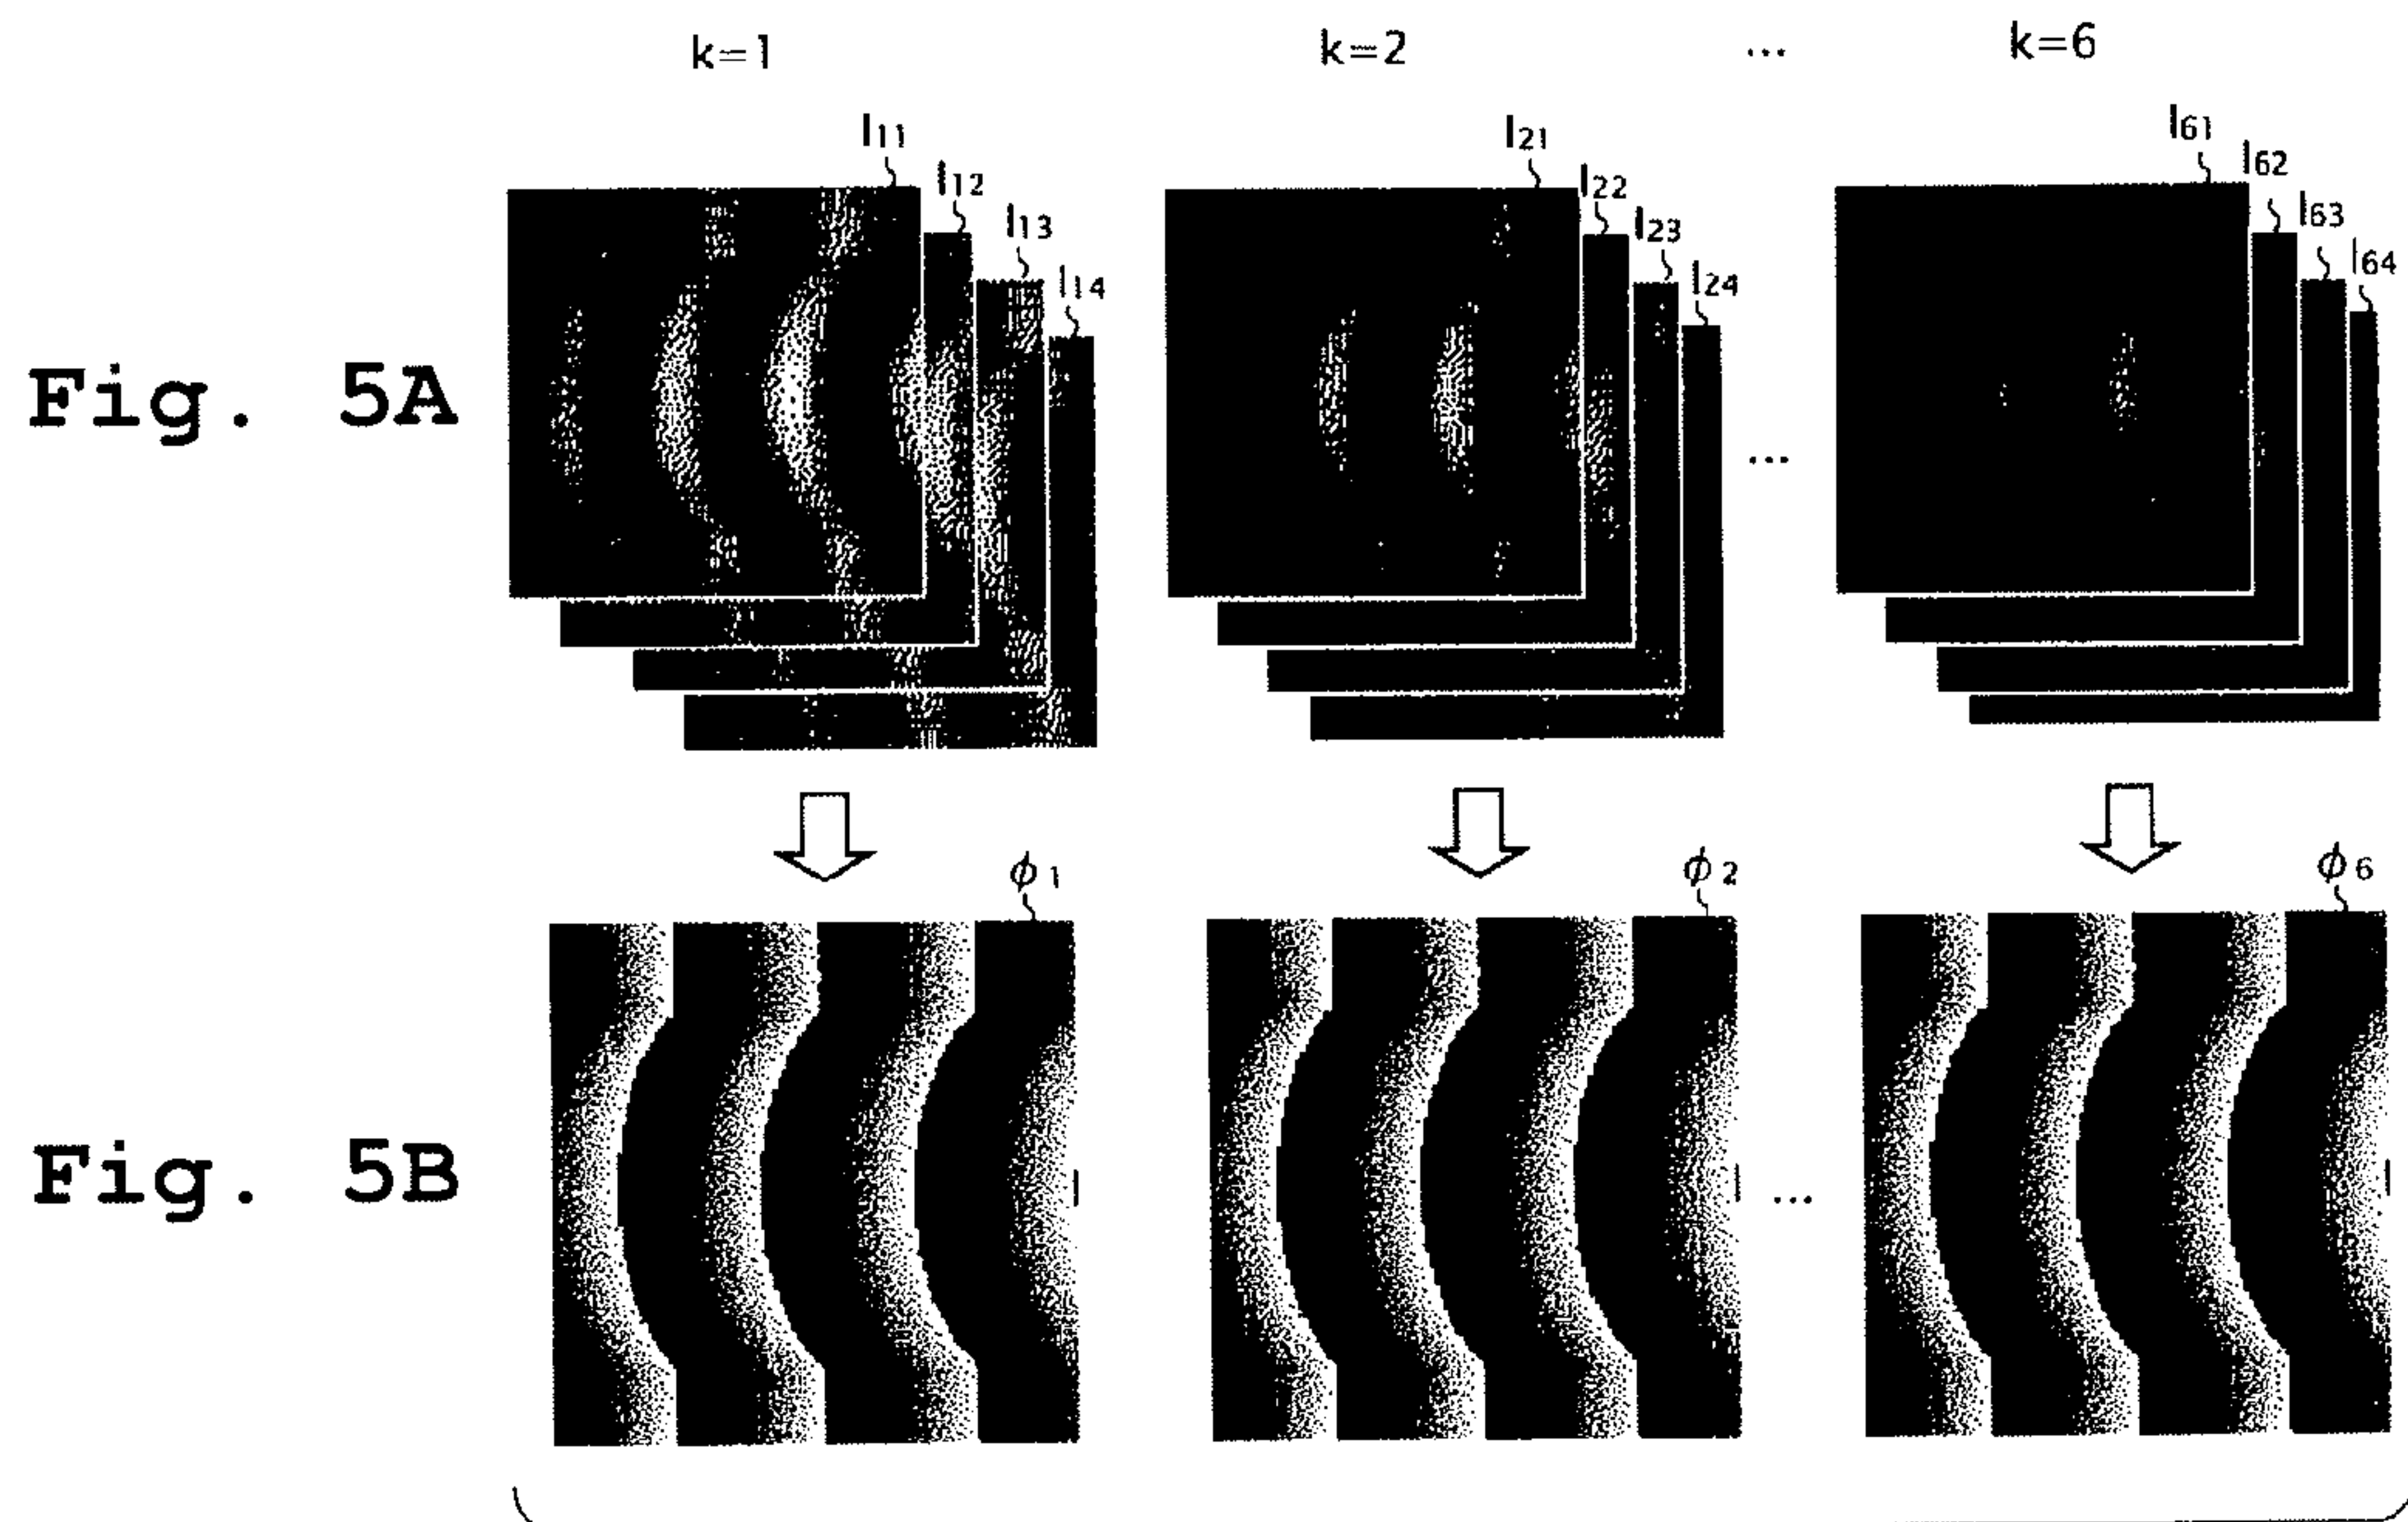 k=1 k=2 ... k=6
I11 I12 I13 I14
I21 I22 I23 I24
I61 I62 I63 I64
Fig. 5A
...
ϕ1 ϕ2 ϕ6
Fig. 5B
...